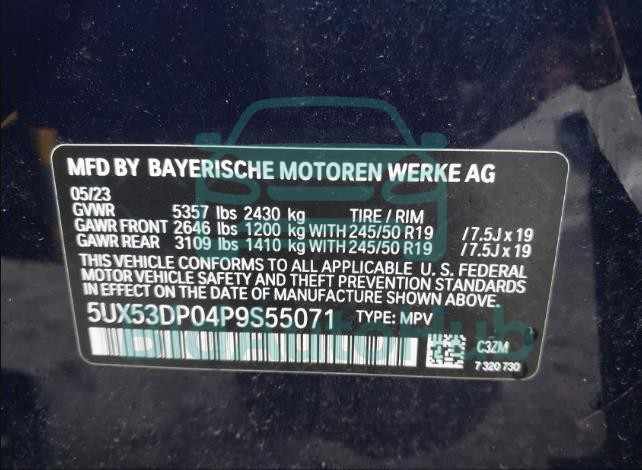 MFD BY BAYERISCHE MOTOREN WERKE AG
05/23
GVWR 5357 lbs 2430 kg TIRE / RIM
GAWR FRONT 2646 lbs 1200 kg WITH 245/50 R19 / 7.5J x 19
GAWR REAR 3109 lbs 1410 kg WITH 245/50 R19 / 7.5J x 19
THIS VEHICLE CONFORMS TO ALL APPLICABLE U. S. FEDERAL
MOTOR VEHICLE SAFETY AND THEFT PREVENTION STANDARDS
IN EFFECT ON THE DATE OF MANUFACTURE SHOWN ABOVE.
5UX53DP04P9S55071 TYPE: MPV
BidAutoHub
C3ZM
7 320 730